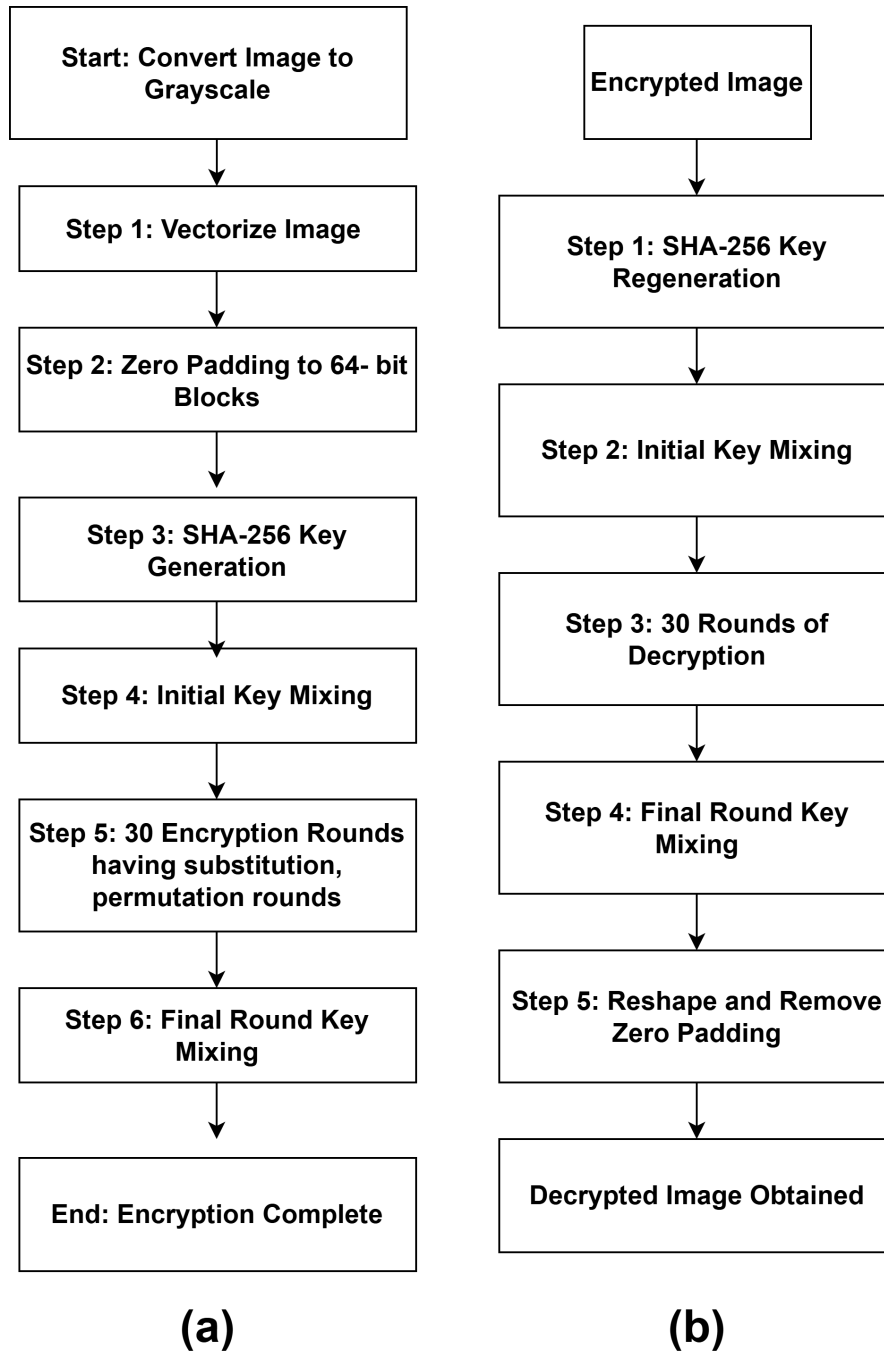 Start: Convert Image to
Grayscale
Step 1: Vectorize Image
Step 2: Zero Padding to 64- bit
Blocks
Step 3: SHA-256 Key
Generation
Step 4: Initial Key Mixing
Step 5: 30 Encryption Rounds
having substitution,
permutation rounds
Step 6: Final Round Key
Mixing
End: Encryption Complete
(a)
Encrypted Image
Step 1: SHA-256 Key
Regeneration
Step 2: Initial Key Mixing
Step 3: 30 Rounds of
Decryption
Step 4: Final Round Key
Mixing
Step 5: Reshape and Remove
Zero Padding
Decrypted Image Obtained
(b)